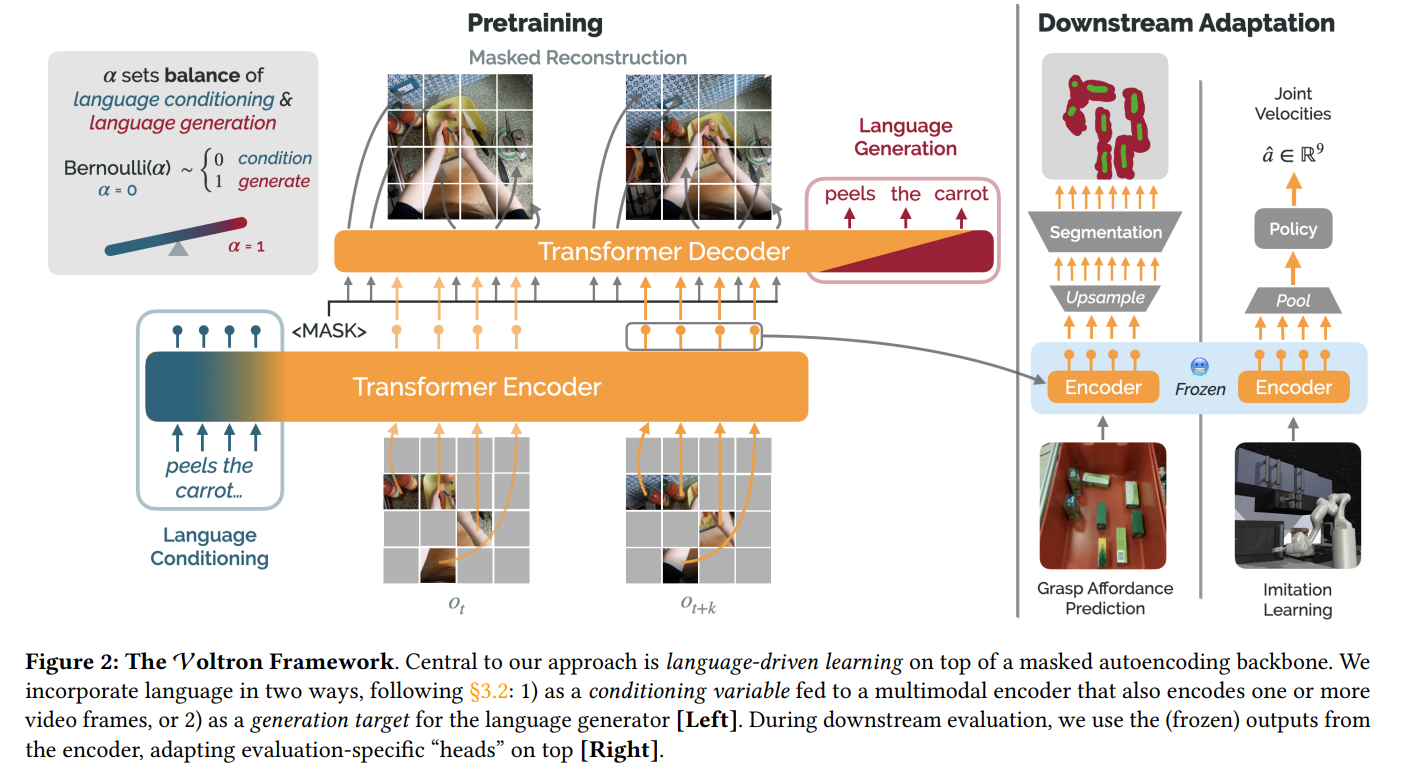 Pretraining
Masked Reconstruction
α sets balance of
language conditioning &
language generation
Bernoulli(α) ~ { 0 condition
1 generate
α = 0
α = 1
Language
Generation
peels the carrot
Transformer Decoder
<MASK>
Transformer Encoder
peels the
carrot...
Language
Conditioning
oₜ
oₜ₊ₖ
Downstream Adaptation
Joint
Velocities
â ∈ ℝ⁹
Segmentation
Policy
Upsample
Pool
Encoder
Frozen
Encoder
Grasp Affordance
Prediction
Imitation
Learning
Figure 2: The 𝒱oltron Framework. Central to our approach is language-driven learning on top of a masked autoencoding backbone. We
incorporate language in two ways, following §3.2: 1) as a conditioning variable fed to a multimodal encoder that also encodes one or more
video frames, or 2) as a generation target for the language generator [Left]. During downstream evaluation, we use the (frozen) outputs from
the encoder, adapting evaluation-specific “heads” on top [Right].